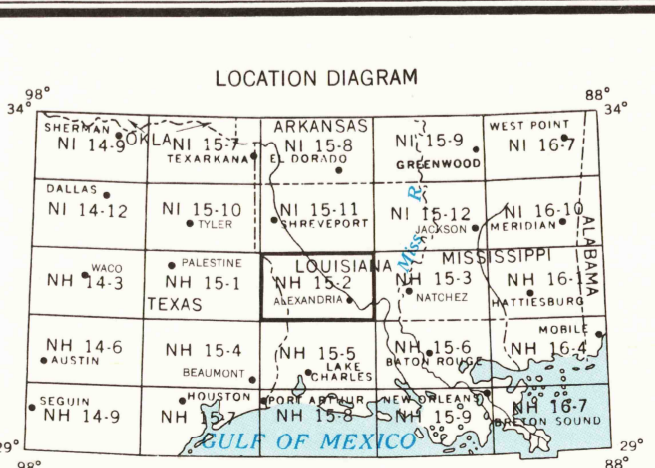 LOCATION DIAGRAM
98° 88°
34° 34°
SHERMAN OKLA. ARKANSAS WEST POINT
NI 14-9 NI 15-7 NI 15-8 NI 15-9 NI 16-7
TEXARKANA EL DORADO GREENWOOD
DALLAS
NI 14-12 NI 15-10 NI 15-11 NI 15-12 NI 16-10
TYLER SHREVEPORT JACKSON MERIDIAN
Miss R
ALABAMA
WACO PALESTINE LOUISIANA MISSISSIPPI
NH 14-3 NH 15-1 NH 15-2 NH 15-3 NH 16-1
TEXAS ALEXANDRIA NATCHEZ HATTIESBURG
MOBILE
NH 14-6 NH 15-4 NH 15-5 NH 15-6 NH 16-4
AUSTIN BEAUMONT LAKE CHARLES BATON ROUGE
SEGUIN HOUSTON PORT ARTHUR NEW ORLEANS
NH 14-9 NH 15-7 NH 15-8 NH 15-9 NH 16-7
BRETON SOUND
GULF OF MEXICO
29° 29°
98° 88°